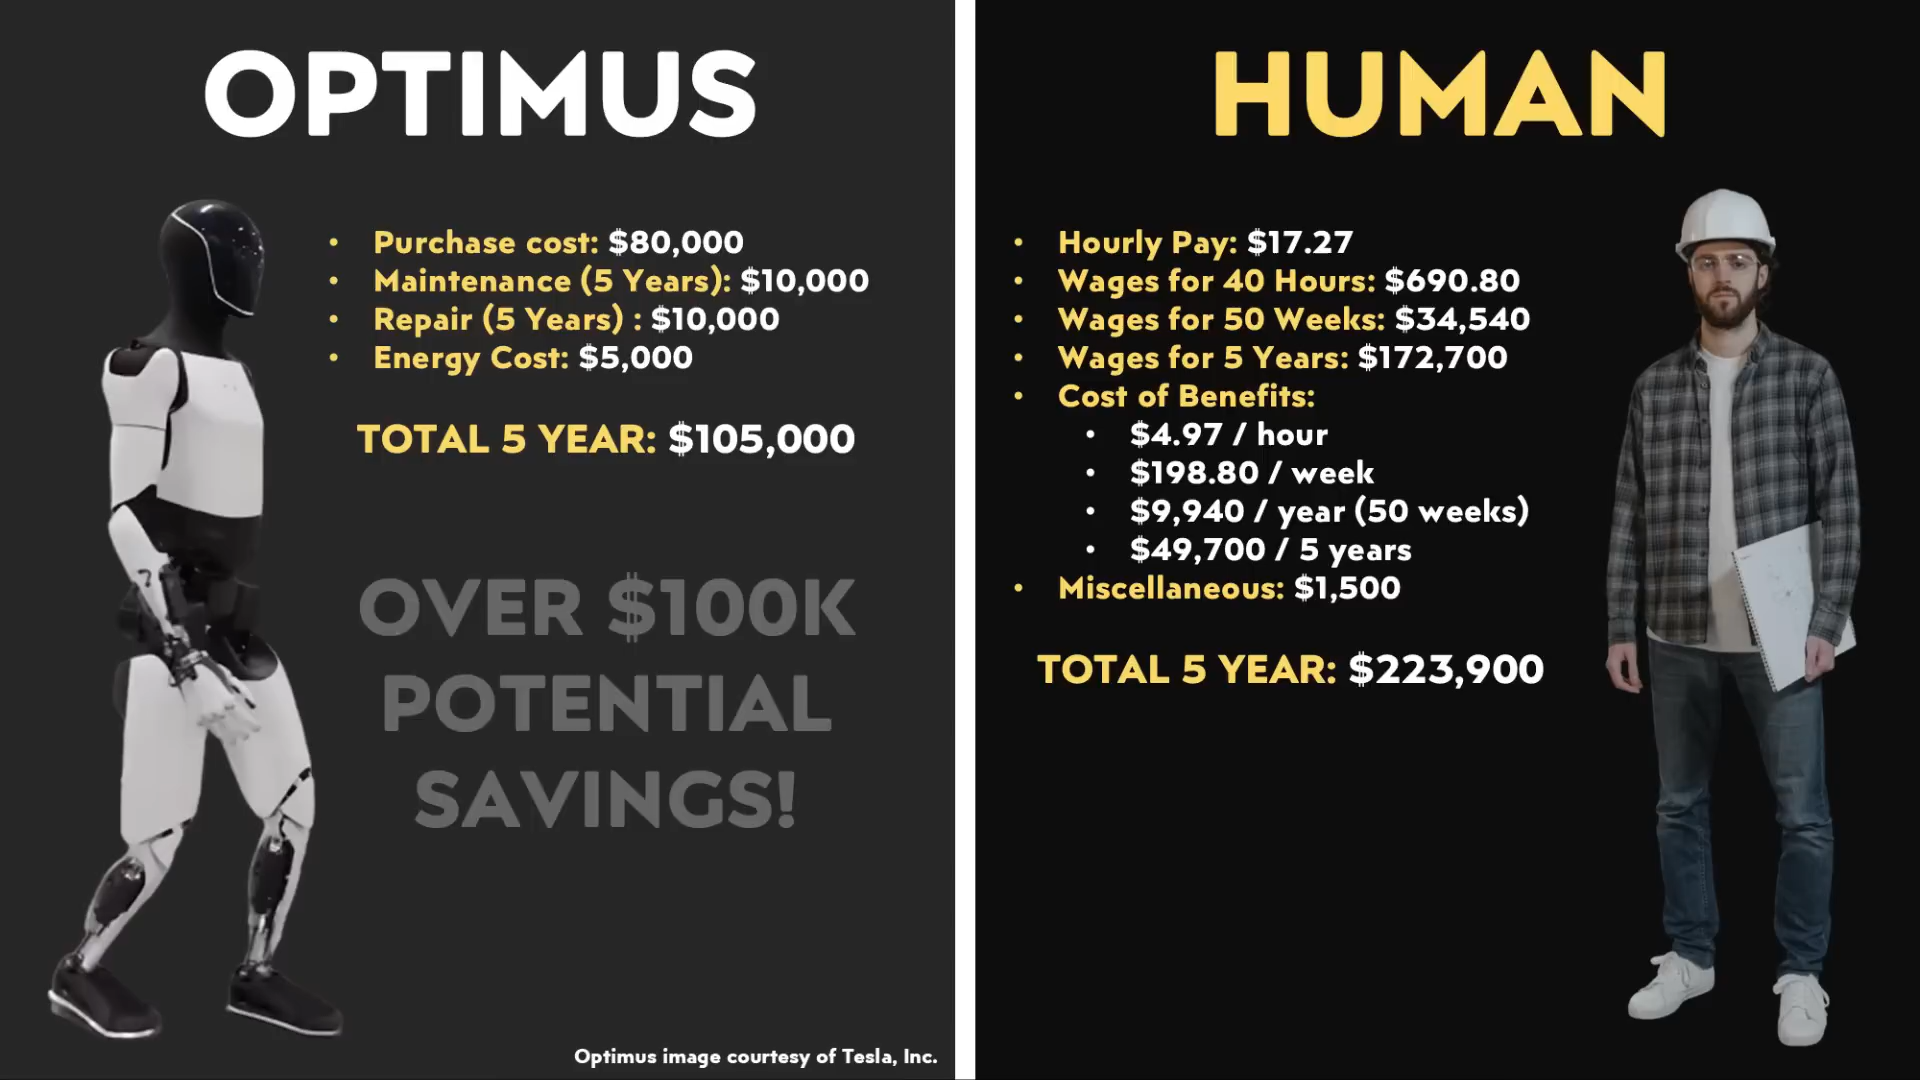 OPTIMUS
• Purchase cost: $80,000
• Maintenance (5 Years): $10,000
• Repair (5 Years) : $10,000
• Energy Cost: $5,000
TOTAL 5 YEAR: $105,000
OVER $100K
POTENTIAL
SAVINGS!
Optimus image courtesy of Tesla, Inc.
HUMAN
• Hourly Pay: $17.27
• Wages for 40 Hours: $690.80
• Wages for 50 Weeks: $34,540
• Wages for 5 Years: $172,700
• Cost of Benefits:
• $4.97 / hour
• $198.80 / week
• $9,940 / year (50 weeks)
• $49,700 / 5 years
• Miscellaneous: $1,500
TOTAL 5 YEAR: $223,900